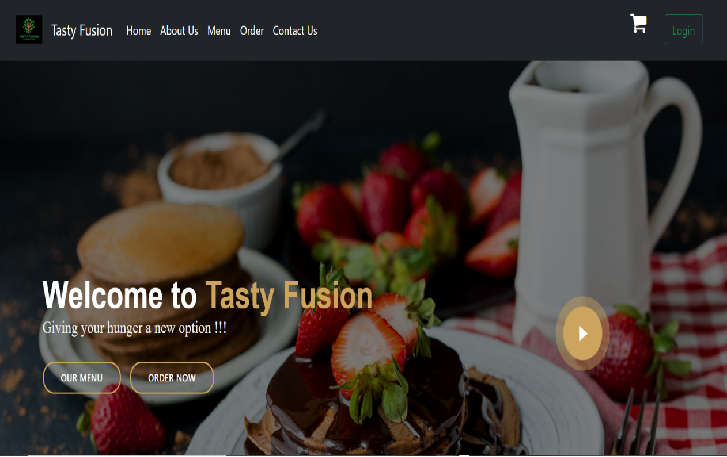 Tasty Fusion Home About Us Menu Order Contact Us Login
Welcome to Tasty Fusion
Giving your hunger a new option !!!
OUR MENU ORDER NOW